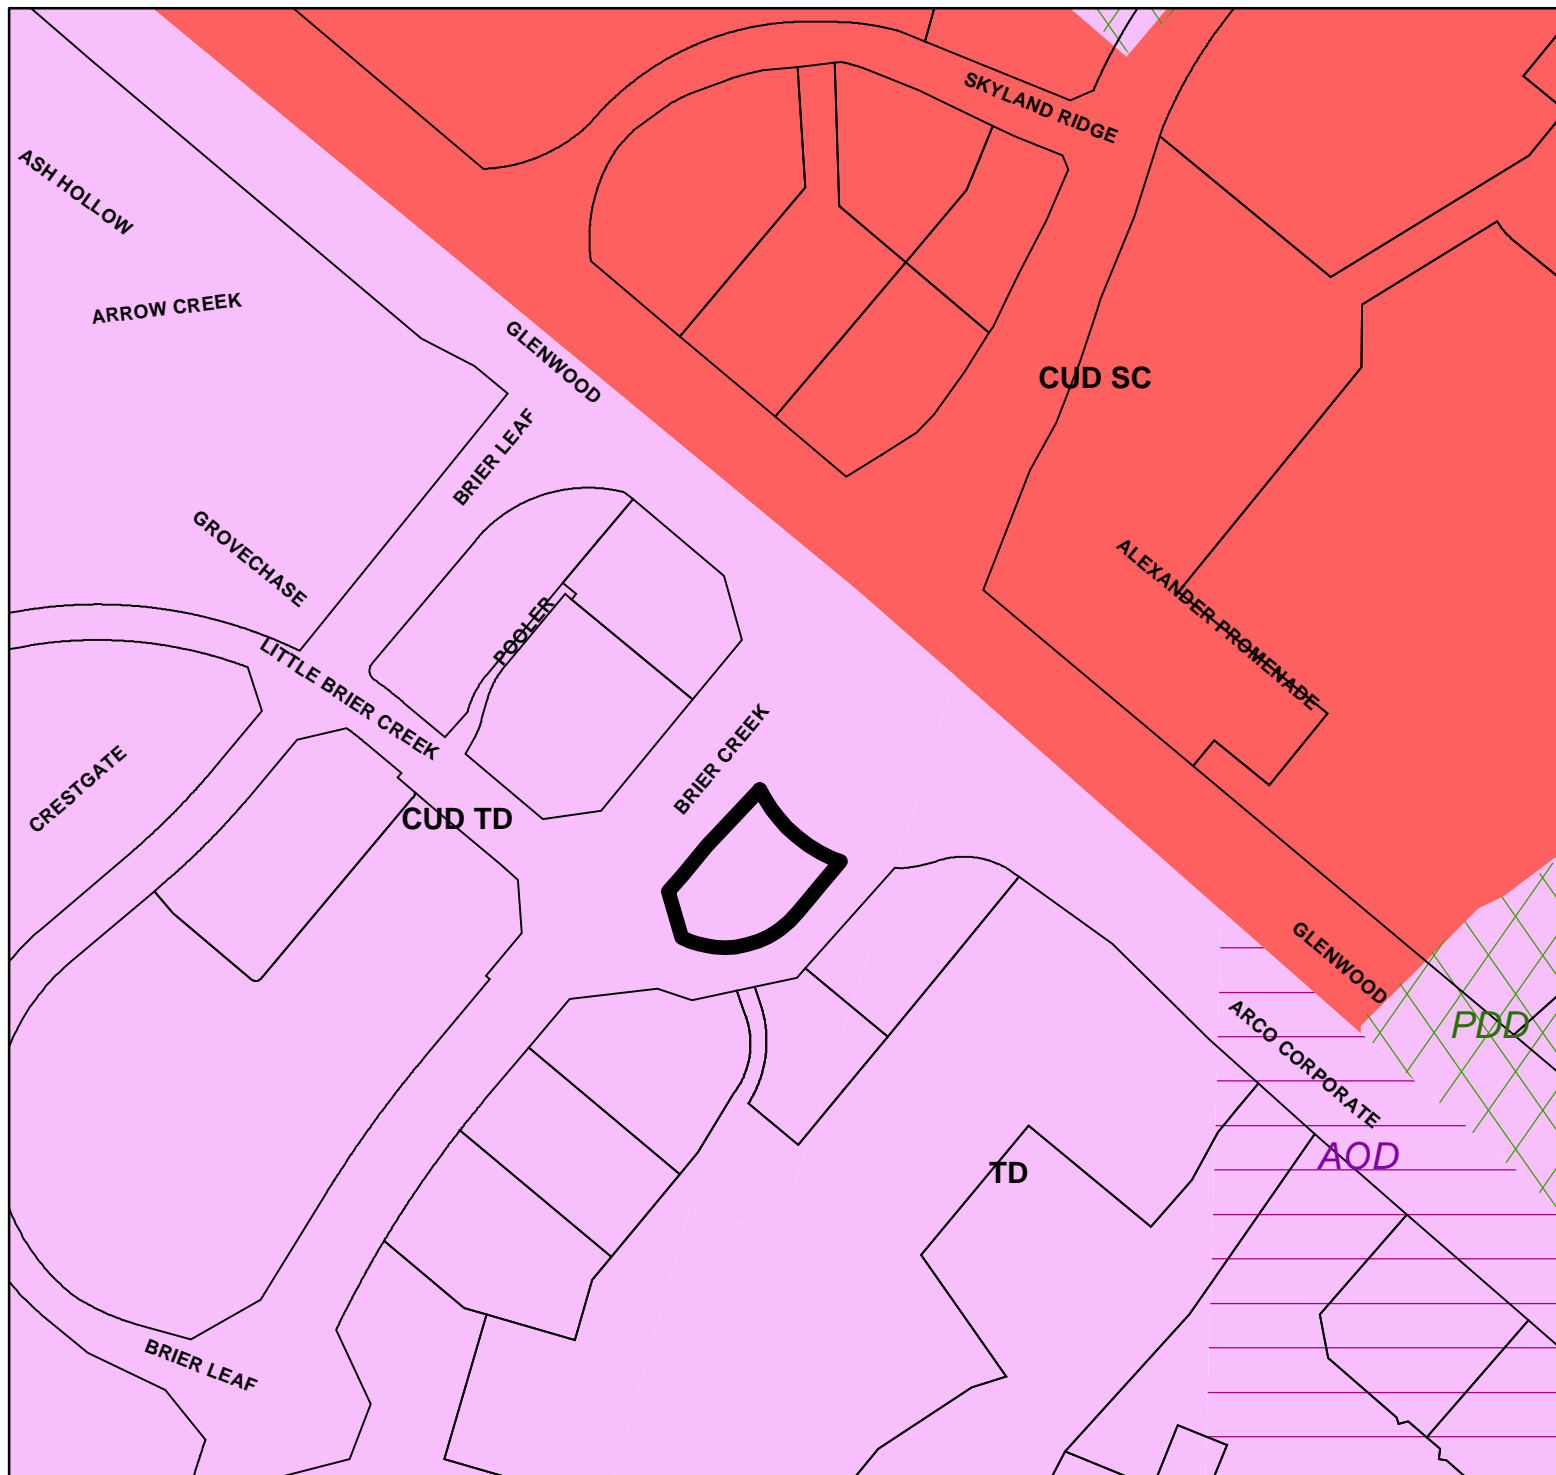 SKYLAND RIDGE
ASH HOLLOW
ARROW CREEK
GLENWOOD
CUD SC
BRIER LEAF
GROVECHASE
ALEXANDER PROMENADE
POOLER
LITTLE BRIER CREEK
BRIER CREEK
CRESTGATE
CUD TD
GLENWOOD
PDD
ARCO CORPORATE
AOD
TD
BRIER LEAF